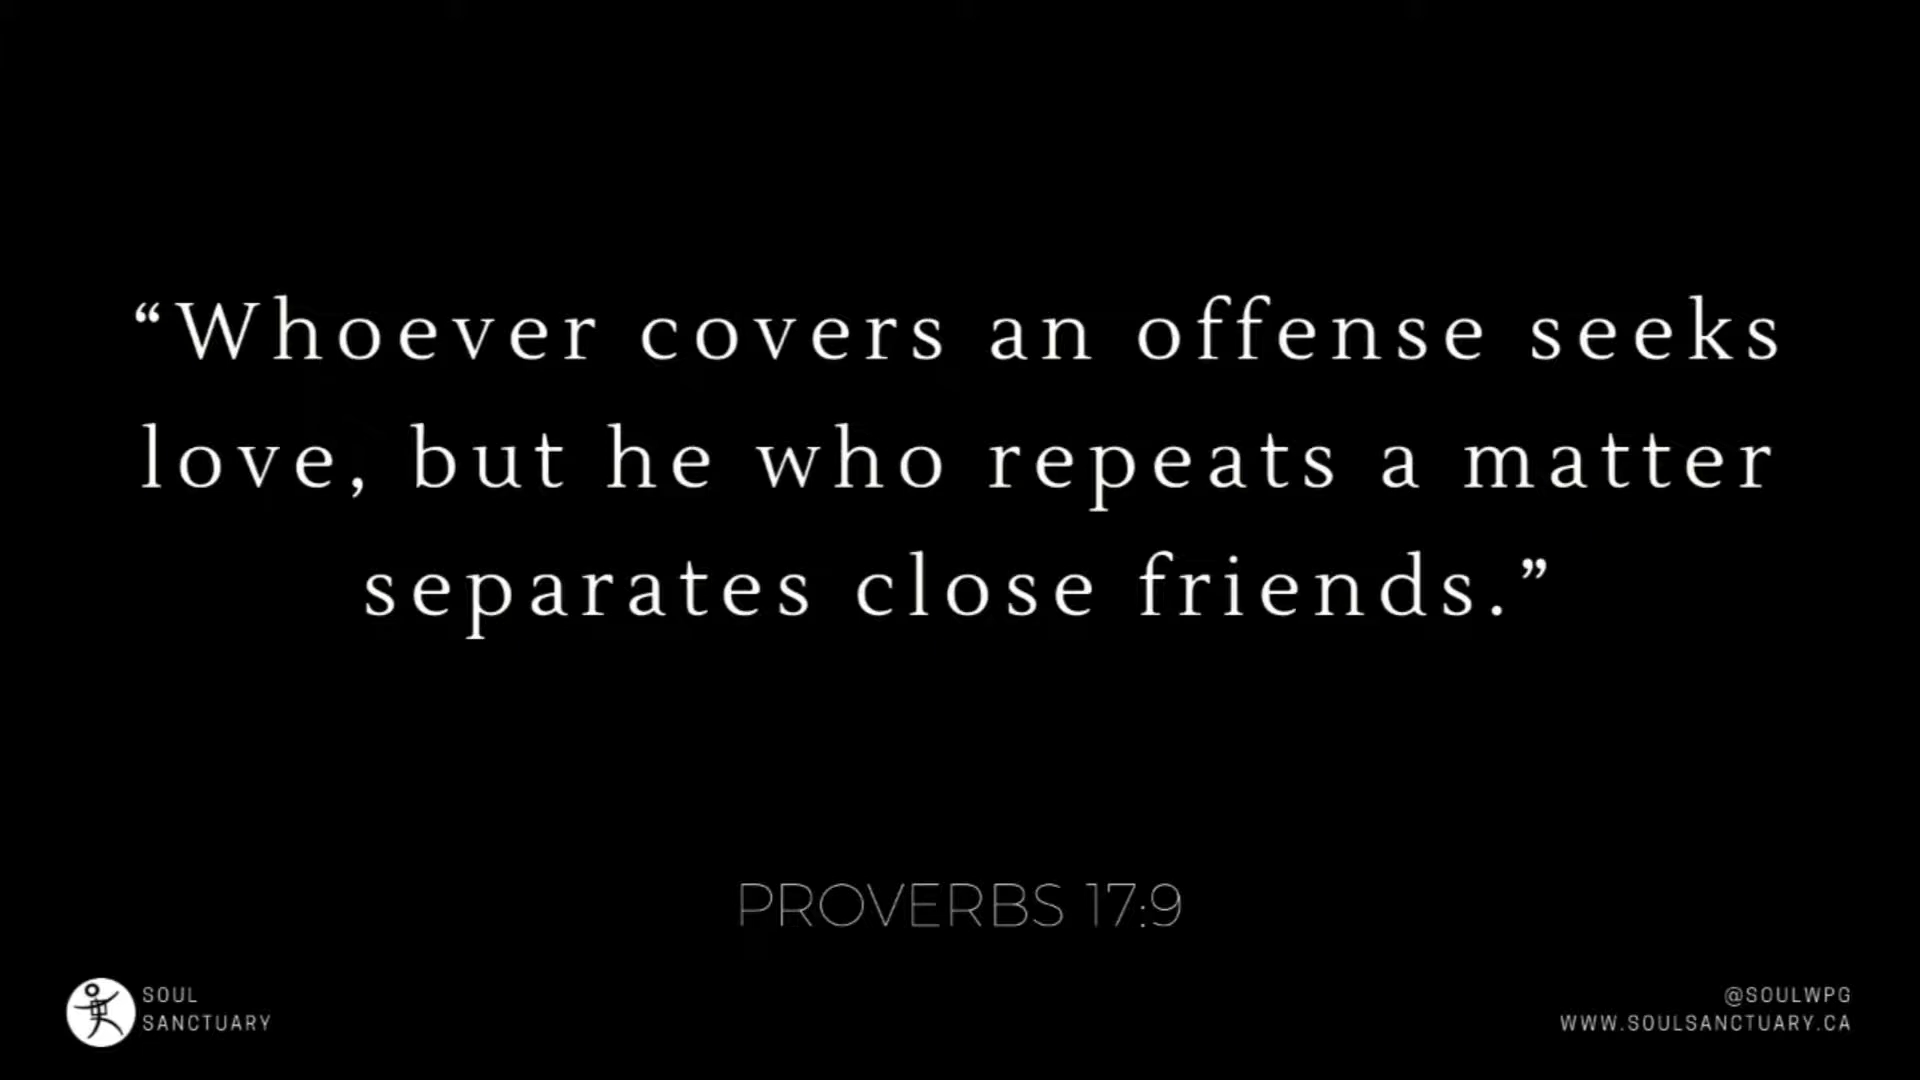 “Whoever covers an offense seeks
love, but he who repeats a matter
separates close friends.”
PROVERBS 17:9
SOUL
SANCTUARY
@SOULWPG
WWW.SOULSANCTUARY.CA